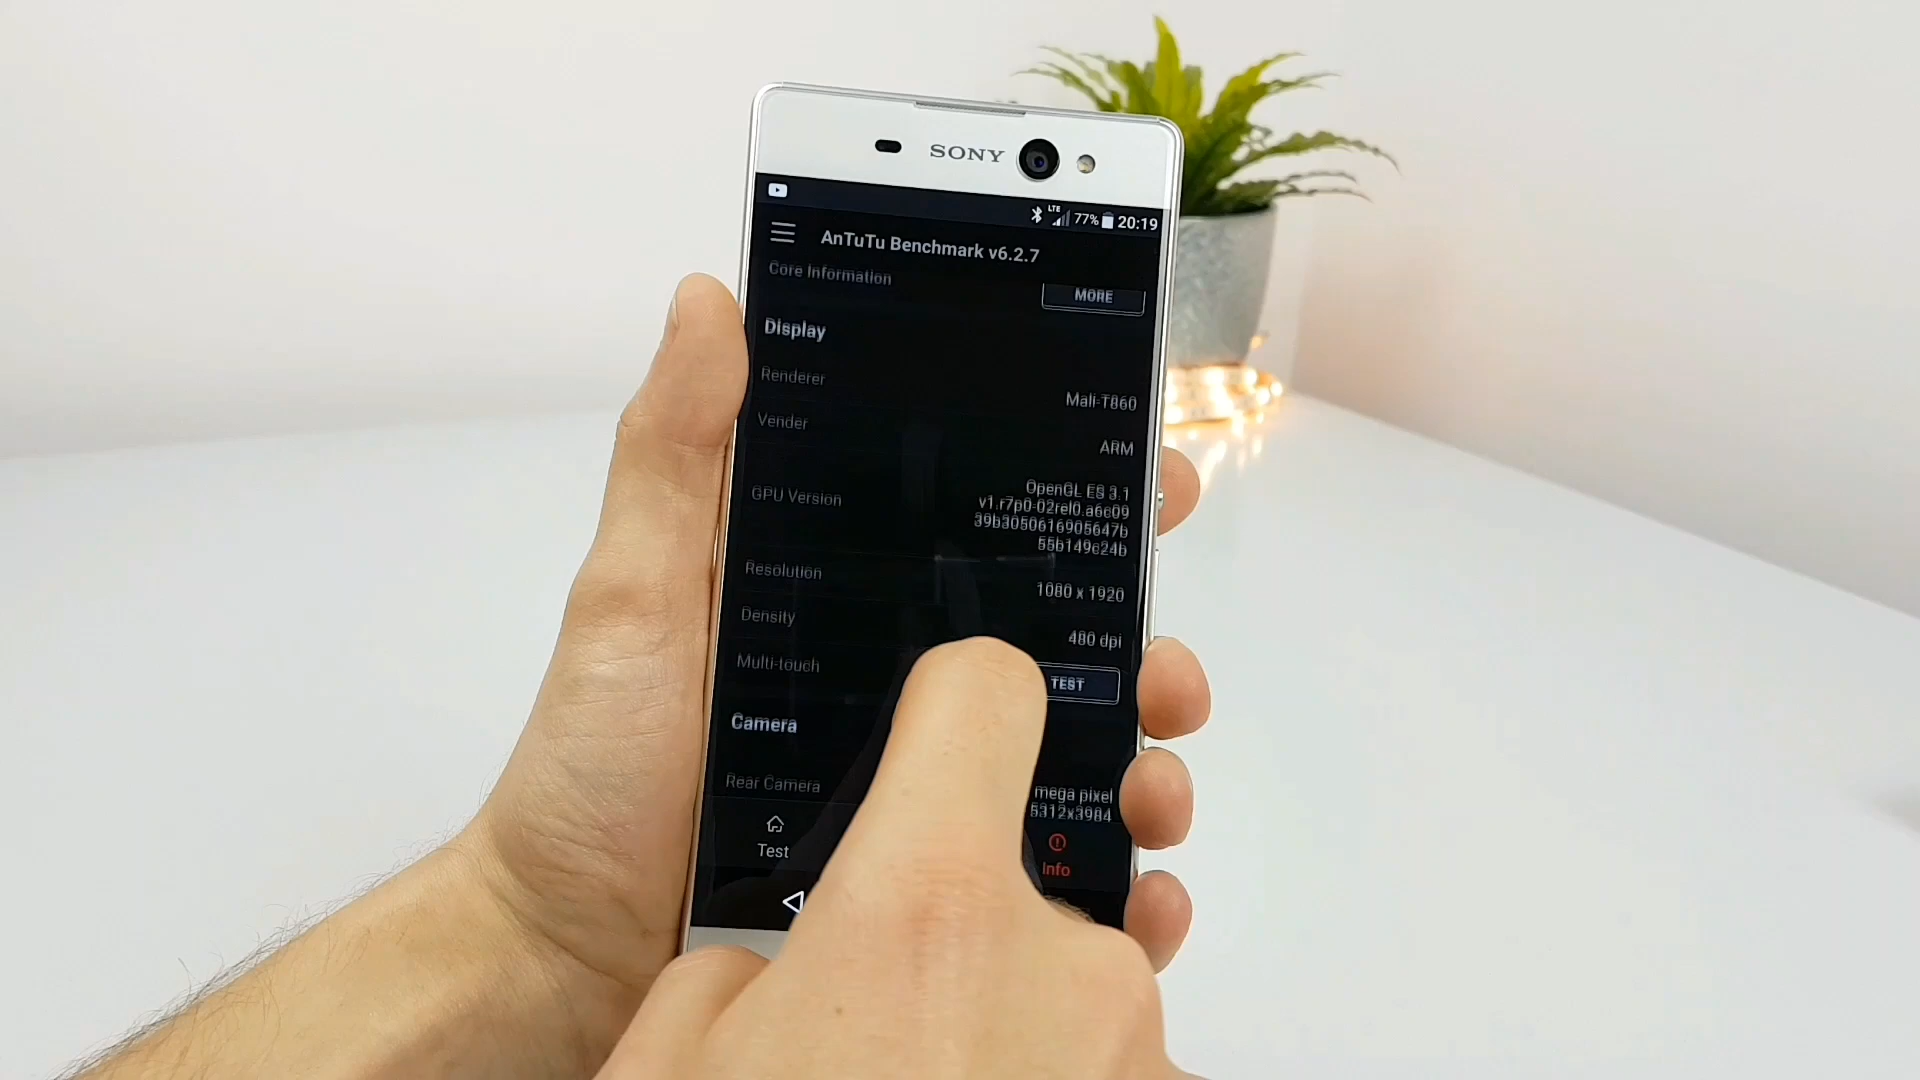 SONY
LTE 77% 20:19
AnTuTu Benchmark v6.2.7
Core Information
MORE
Display
Renderer
Mali-T860
Vender
ARM
GPU Version
OpenGL ES 3.1
v1.r7p0-02rel0.a6c09
39b3050616905647b
55b149c24b
Resolution
1080 x 1920
Density
480 dpi
Multi-touch
TEST
Camera
Rear Camera
mega pixel
5312x3984
Test
Info